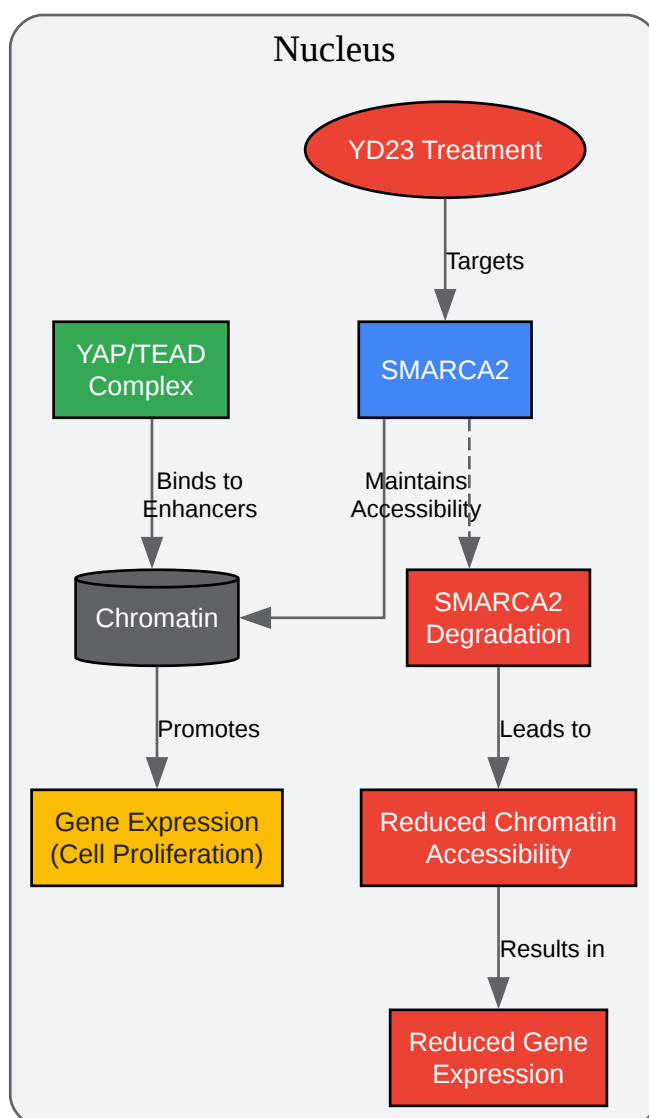 Nucleus
YD23 Treatment
Targets
YAP/TEAD
Complex
SMARCA2
Binds to
Enhancers
Maintains
Accessibility
Chromatin
SMARCA2
Degradation
Promotes
Leads to
Gene Expression
(Cell Proliferation)
Reduced Chromatin
Accessibility
Results in
Reduced Gene
Expression